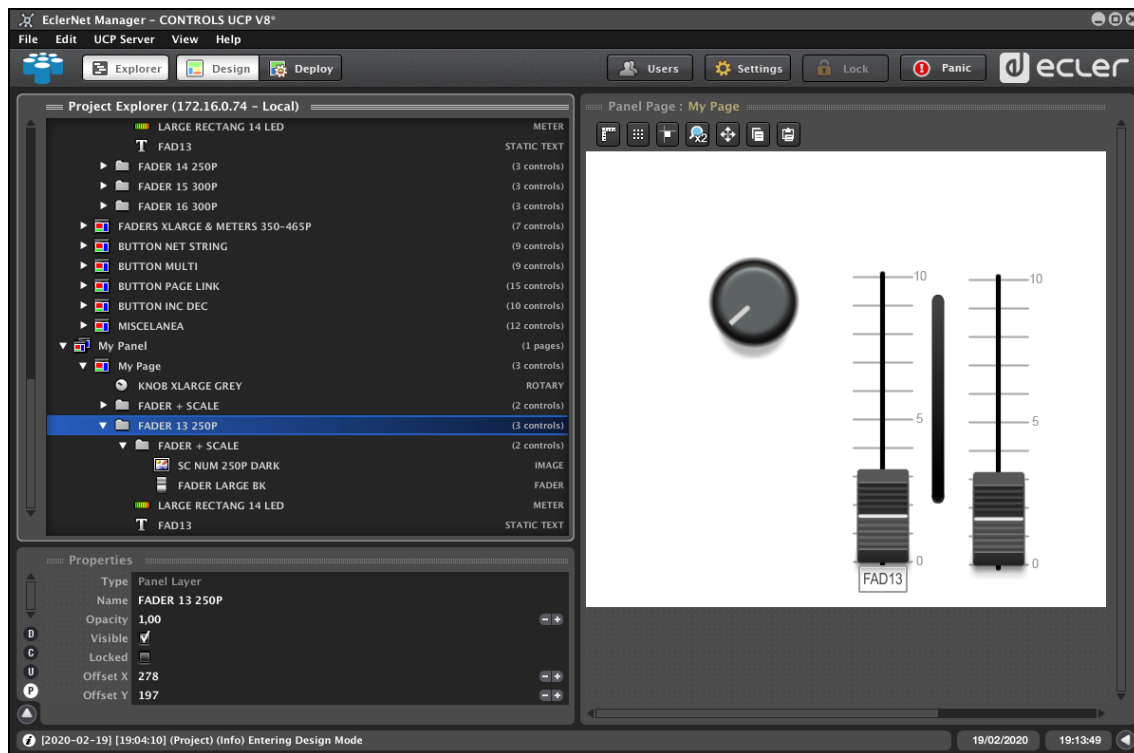 EclerNet Manager – CONTROLS UCP V8*
File Edit UCP Server View Help
Explorer Design Deploy Users Settings Lock Panic ecler
Project Explorer (172.16.0.74 – Local)
LARGE RECTANG 14 LED METER
T FAD13 STATIC TEXT
FADER 14 250P (3 controls)
FADER 15 300P (3 controls)
FADER 16 300P (3 controls)
FADERS XLARGE & METERS 350–465P (7 controls)
BUTTON NET STRING (9 controls)
BUTTON MULTI (9 controls)
BUTTON PAGE LINK (15 controls)
BUTTON INC DEC (10 controls)
MISCELANEA (12 controls)
My Panel (1 pages)
My Page (3 controls)
KNOB XLARGE GREY ROTARY
FADER + SCALE (2 controls)
FADER 13 250P (3 controls)
FADER + SCALE (2 controls)
SC NUM 250P DARK IMAGE
FADER LARGE BK FADER
LARGE RECTANG 14 LED METER
T FAD13 STATIC TEXT
Panel Page : My Page
x2
10 10
5 5
0 0
FAD13
Properties
Type Panel Layer
Name FADER 13 250P
Opacity 1,00
Visible
Locked
Offset X 278
Offset Y 197
D
C
U
P
[2020-02-19] [19:04:10] (Project) (Info) Entering Design Mode 19/02/2020 19:13:49